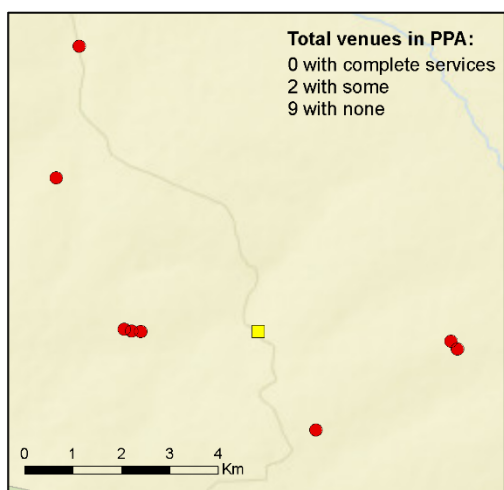 Total venues in PPA:
0 with complete services
2 with some
9 with none
0 1 2 3 4
Km